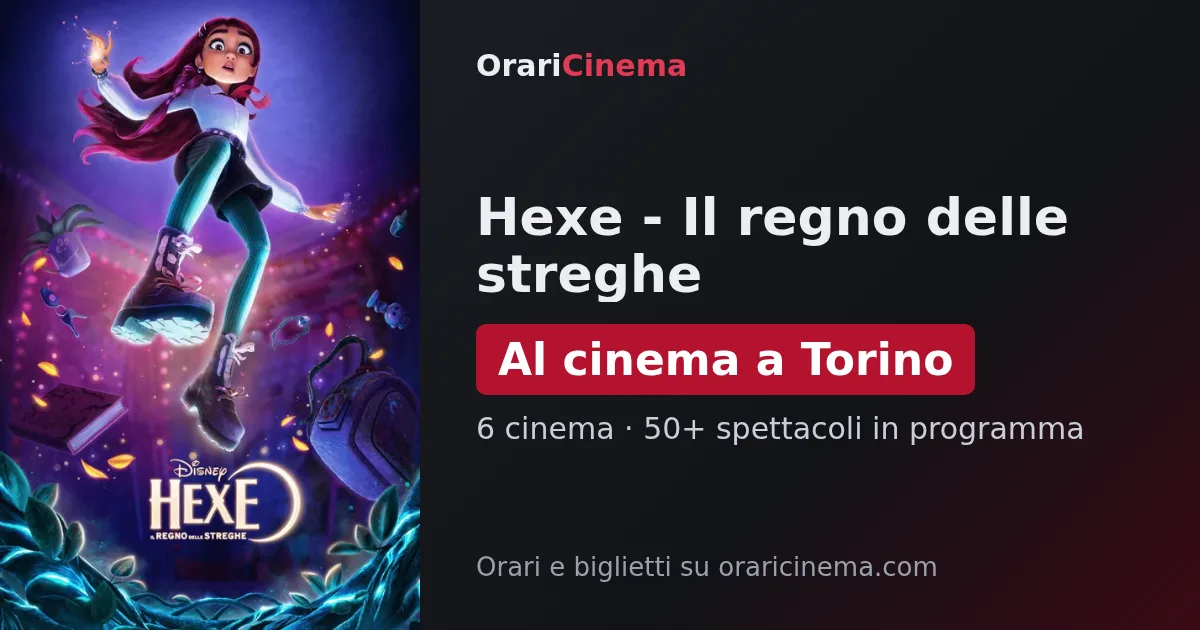 OrariCinema
Hexe - Il regno delle
streghe
Al cinema a Torino
6 cinema · 50+ spettacoli in programma
Orari e biglietti su oraricinema.com
Disney
HEXE
IL REGNO DELLE STREGHE